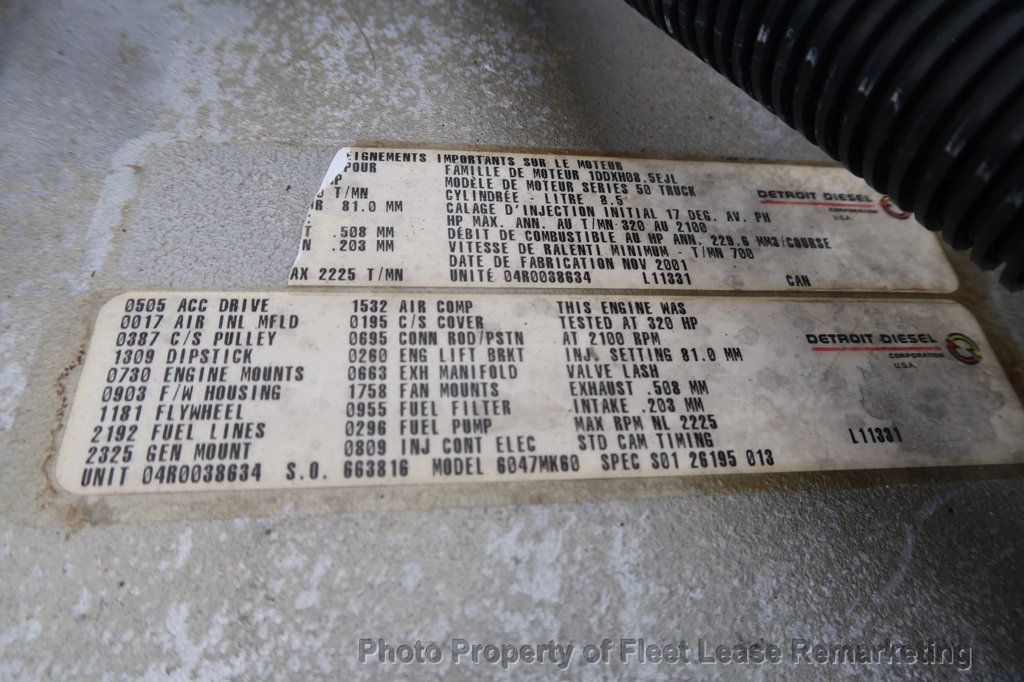 EIGNEMENTS IMPORTANTS SUR LE MOTEUR
POUR FAMILLE DE MOTEUR 1DDXH08.5EJL
MODÈLE DE MOTEUR SERIES 50 TRUCK
T/MN CYLINDRÉE - LITRE 8.5
81.0 MM CALAGE D'INJECTION INITIAL 17 DEG. AV. PH
HP MAX. ANN. AU T/MN 320 AU 2100
.508 MM DÉBIT DE COMBUSTIBLE AU HP ANN. 229.6 MM3/COURSE
.203 MM VITESSE DE RALENTI MINIMUM - T/MN 700
DATE DE FABRICATION NOV 2001
AX 2225 T/MN UNITÉ 04R0038634 L11331 CAN
DETROIT DIESEL
CORPORATION
U.S.A.
0505 ACC DRIVE 1532 AIR COMP THIS ENGINE WAS
0017 AIR INL MFLD 0195 C/S COVER TESTED AT 320 HP
0387 C/S PULLEY 0695 CONN ROD/PSTN AT 2100 RPM
1309 DIPSTICK 0260 ENG LIFT BRKT INJ. SETTING 81.0 MM
0730 ENGINE MOUNTS 0663 EXH MANIFOLD VALVE LASH
0903 F/W HOUSING 1758 FAN MOUNTS EXHAUST .508 MM
1181 FLYWHEEL 0955 FUEL FILTER INTAKE .203 MM
2192 FUEL LINES 0296 FUEL PUMP MAX RPM NL 2225
2325 GEN MOUNT 0809 INJ CONT ELEC STD CAM TIMING L11331
UNIT 04R0038634 S.O. 663816 MODEL 6047MK60 SPEC S01 26195 013
DETROIT DIESEL
CORPORATION
U.S.A.
Photo Property of Fleet Lease Remarketing